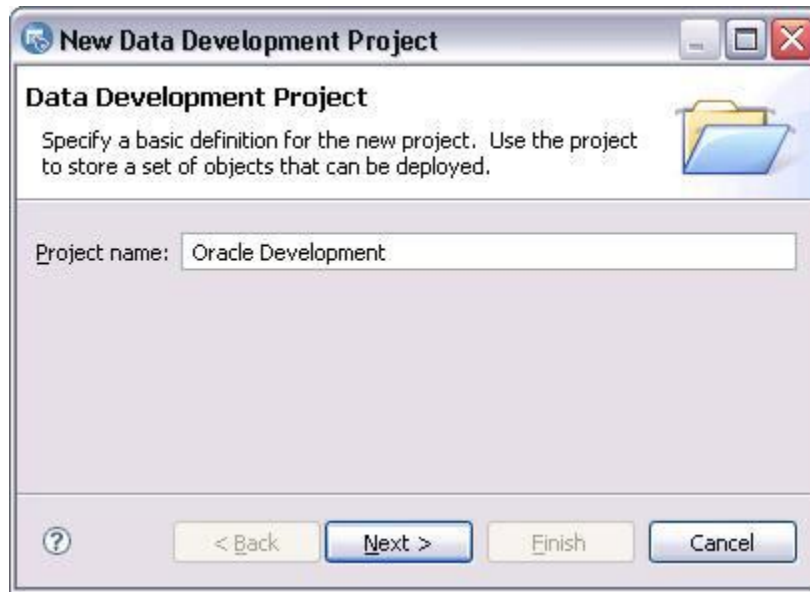 New Data Development Project
Data Development Project
Specify a basic definition for the new project. Use the project
to store a set of objects that can be deployed.
Project name: Oracle Development
?
< Back Next > Finish Cancel